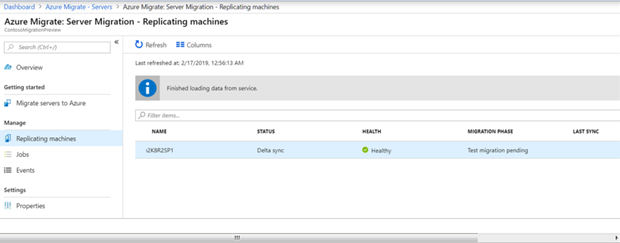 Dashboard > Azure Migrate - Servers > Azure Migrate: Server Migration - Replicating machines
Azure Migrate: Server Migration - Replicating machines
ContosoMigrationPreview
Search (Ctrl+/)
Overview
Getting started
Migrate servers to Azure
Manage
Replicating machines
Jobs
Events
Settings
Properties
Refresh Columns
Last refreshed at: 2/17/2019, 12:56:13 AM
Finished loading data from service.
Filter items...
NAME STATUS HEALTH MIGRATION PHASE LAST SYNC
Delta sync Healthy Test migration pending